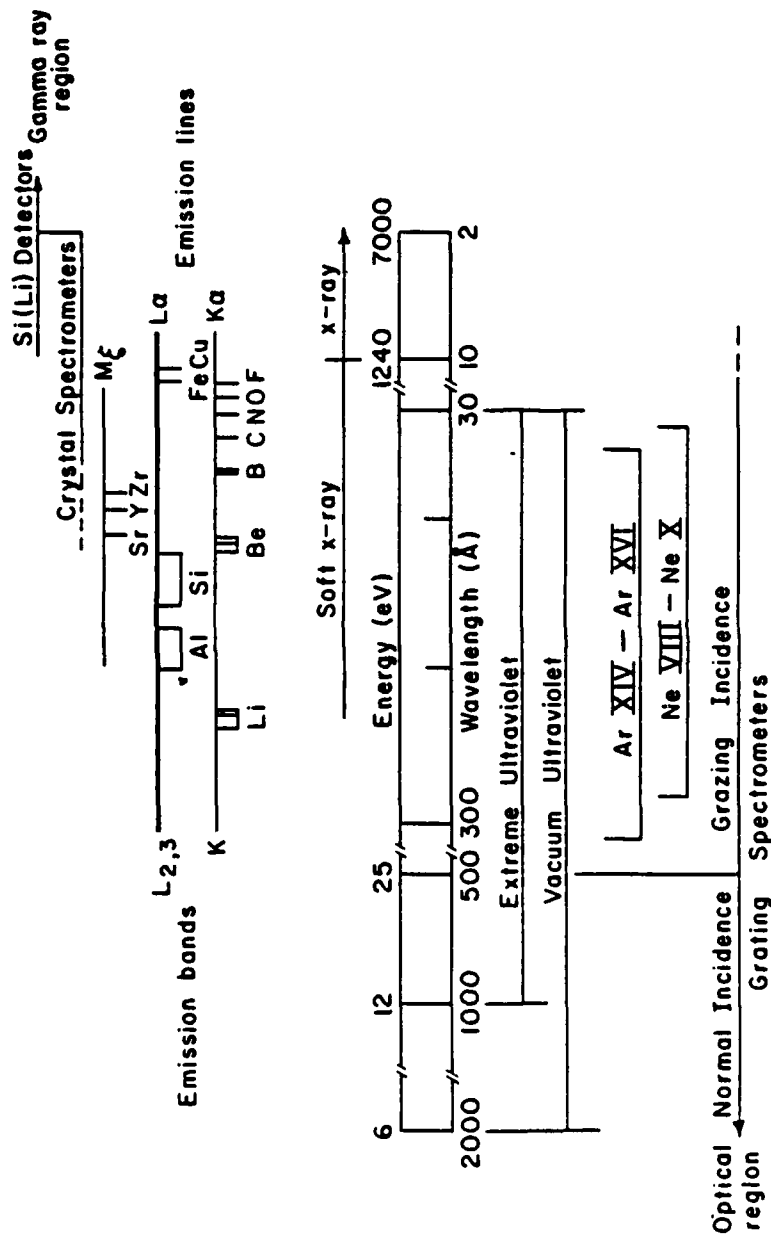 Si(Li) Detectors
Gamma ray
region
Crystal Spectrometers
Mξ
Sr Y Zr
L2,3
Lα
Al Si Fe Cu
Emission bands
Emission lines
K
Kα
Li Be B C N O F
Soft x-ray
x-ray
6 12 25 Energy (eV) 1240 7000
2000 1000 500 300 Wavelength (Å) 30 10 2
Extreme Ultraviolet
Vacuum Ultraviolet
Ar XIV – Ar XVI
Ne VIII – Ne X
Optical
region
Normal Incidence
Grazing Incidence
Grating Spectrometers